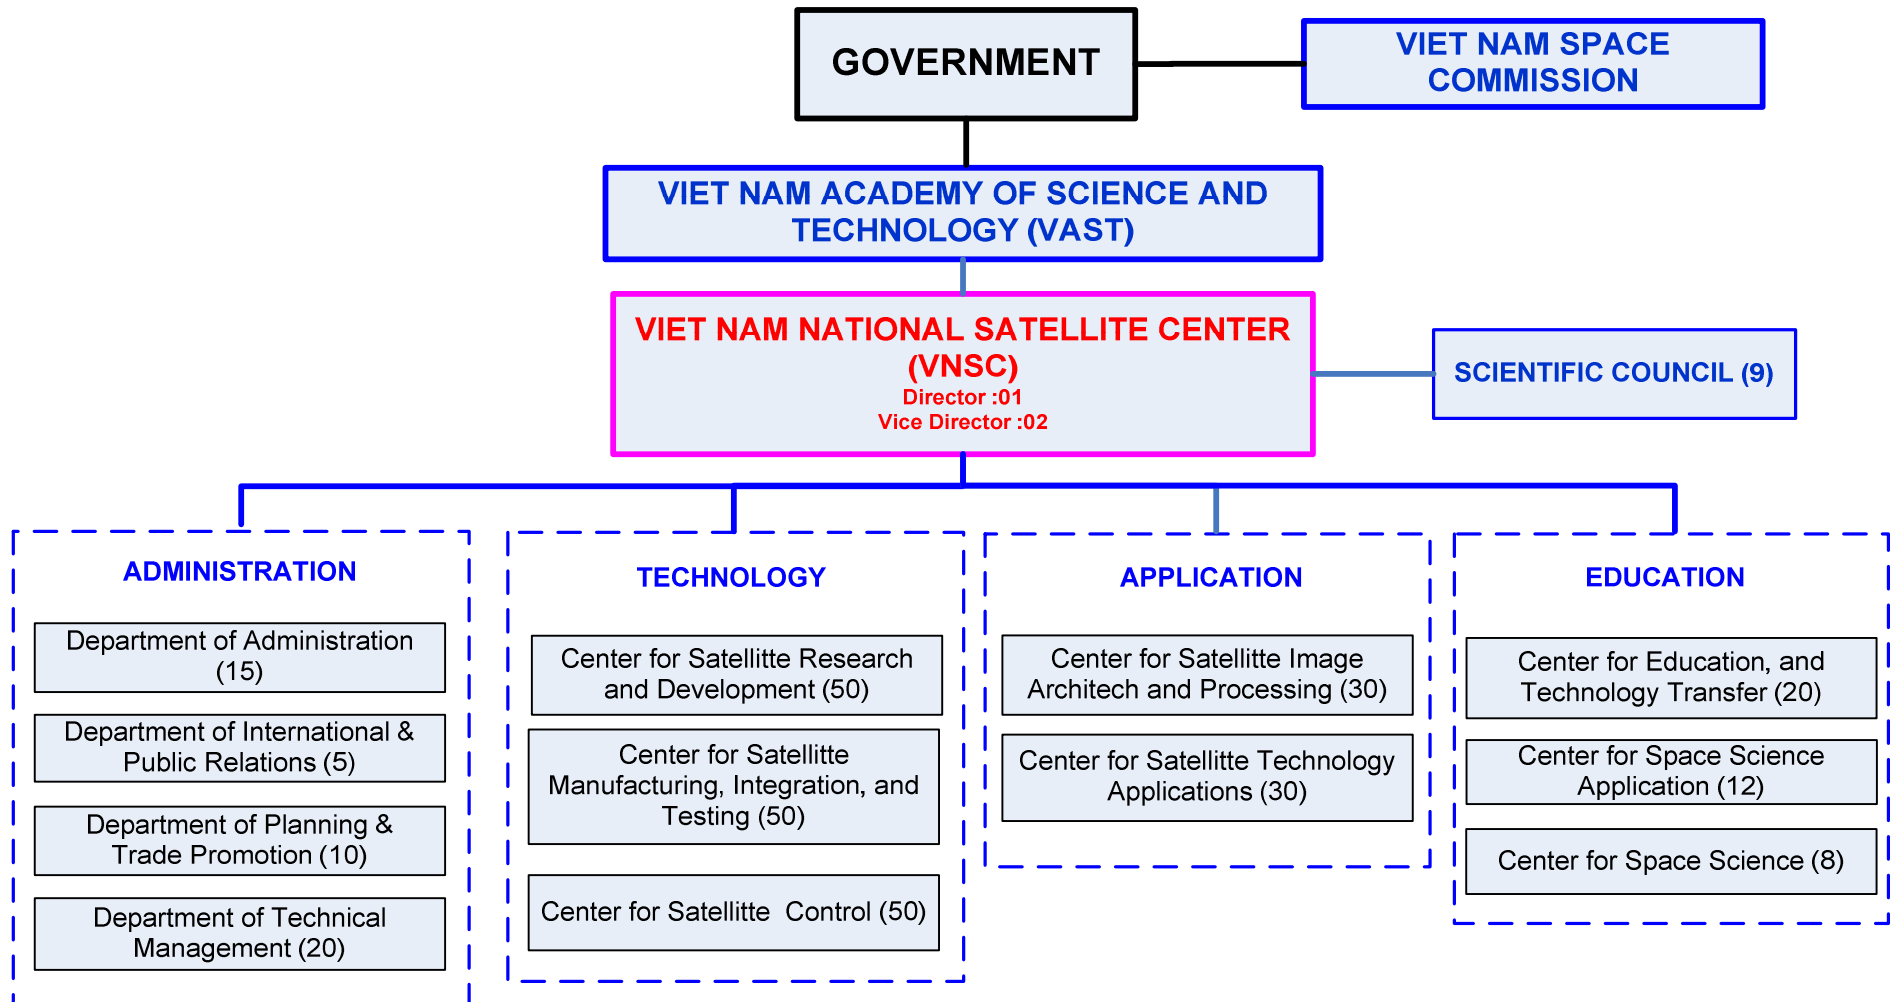 GOVERNMENT
VIET NAM SPACE
COMMISSION
VIET NAM ACADEMY OF SCIENCE AND
TECHNOLOGY (VAST)
VIET NAM NATIONAL SATELLITE CENTER
(VNSC)
Director :01
Vice Director :02
SCIENTIFIC COUNCIL (9)
ADMINISTRATION
Department of Administration
(15)
Department of International &
Public Relations (5)
Department of Planning &
Trade Promotion (10)
Department of Technical
Management (20)
TECHNOLOGY
Center for Satellitte Research
and Development (50)
Center for Satellitte
Manufacturing, Integration, and
Testing (50)
Center for Satellitte  Control (50)
APPLICATION
Center for Satellitte Image
Architech and Processing (30)
Center for Satellitte Technology
Applications (30)
EDUCATION
Center for Education, and
Technology Transfer (20)
Center for Space Science
Application (12)
Center for Space Science (8)